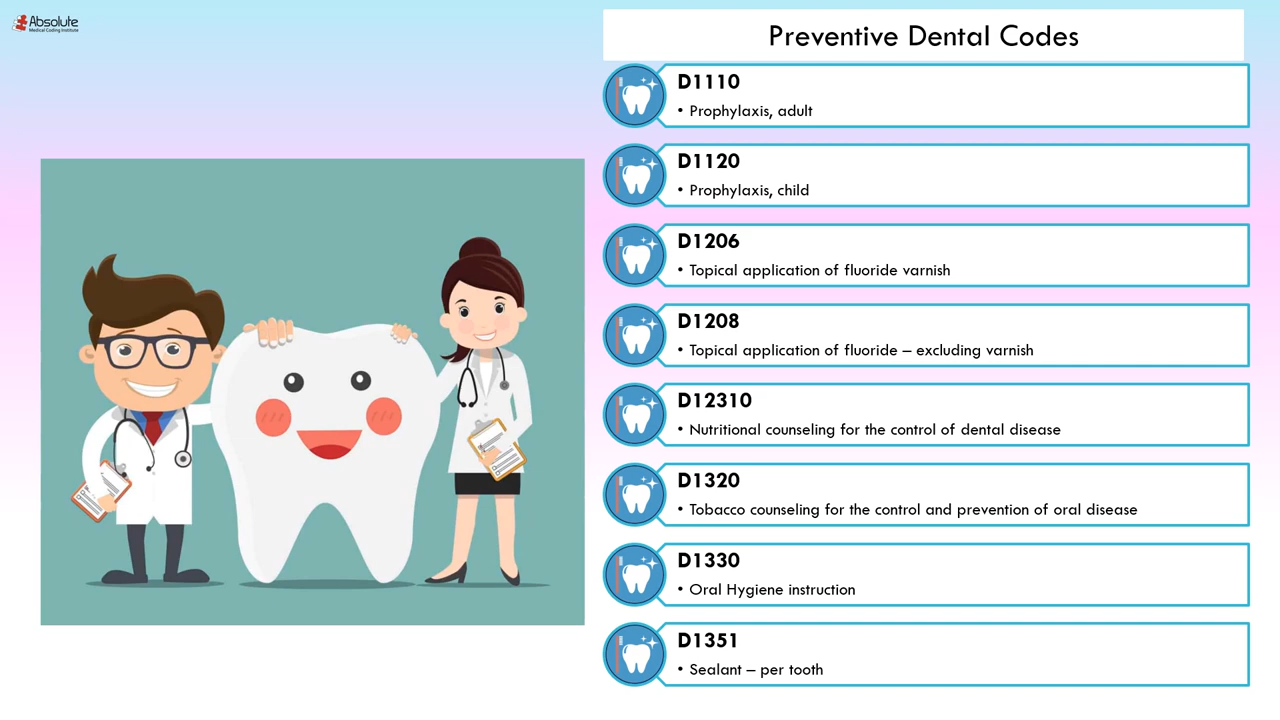 Absolute
Medical Coding Institute
Preventive Dental Codes
D1110
• Prophylaxis, adult
D1120
• Prophylaxis, child
D1206
• Topical application of fluoride varnish
D1208
• Topical application of fluoride – excluding varnish
D12310
• Nutritional counseling for the control of dental disease
D1320
• Tobacco counseling for the control and prevention of oral disease
D1330
• Oral Hygiene instruction
D1351
• Sealant – per tooth